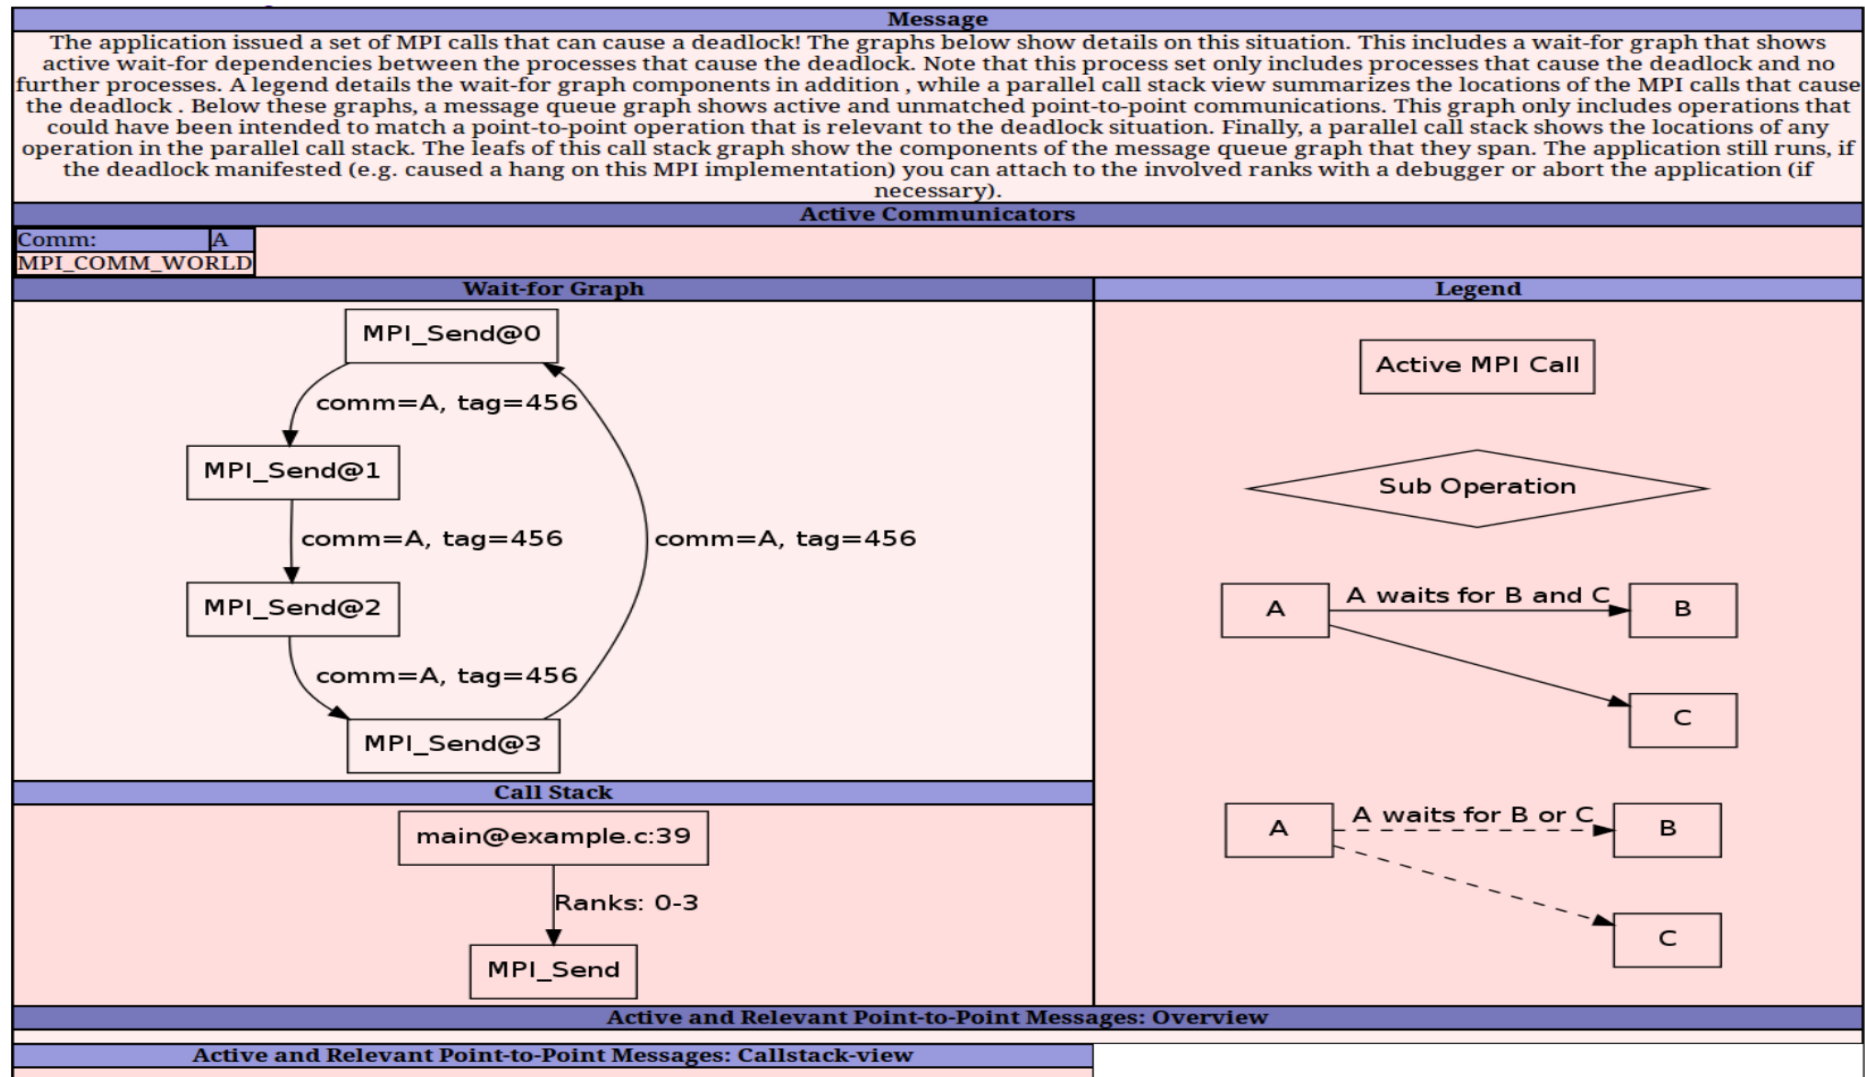 Message
The application issued a set of MPI calls that can cause a deadlock! The graphs below show details on this situation. This includes a wait-for graph that shows
active wait-for dependencies between the processes that cause the deadlock. Note that this process set only includes processes that cause the deadlock and no
further processes. A legend details the wait-for graph components in addition , while a parallel call stack view summarizes the locations of the MPI calls that cause
the deadlock . Below these graphs, a message queue graph shows active and unmatched point-to-point communications. This graph only includes operations that
could have been intended to match a point-to-point operation that is relevant to the deadlock situation. Finally, a parallel call stack shows the locations of any
operation in the parallel call stack. The leafs of this call stack graph show the components of the message queue graph that they span. The application still runs, if
the deadlock manifested (e.g. caused a hang on this MPI implementation) you can attach to the involved ranks with a debugger or abort the application (if
necessary).
Active Communicators
Comm: A
MPI_COMM_WORLD
Wait-for Graph
MPI_Send@0
comm=A, tag=456
MPI_Send@1
comm=A, tag=456
comm=A, tag=456
MPI_Send@2
comm=A, tag=456
MPI_Send@3
Call Stack
main@example.c:39
Ranks: 0-3
MPI_Send
Legend
Active MPI Call
Sub Operation
A waits for B and C
A
B
C
A waits for B or C
A
B
C
Active and Relevant Point-to-Point Messages: Overview
Active and Relevant Point-to-Point Messages: Callstack-view